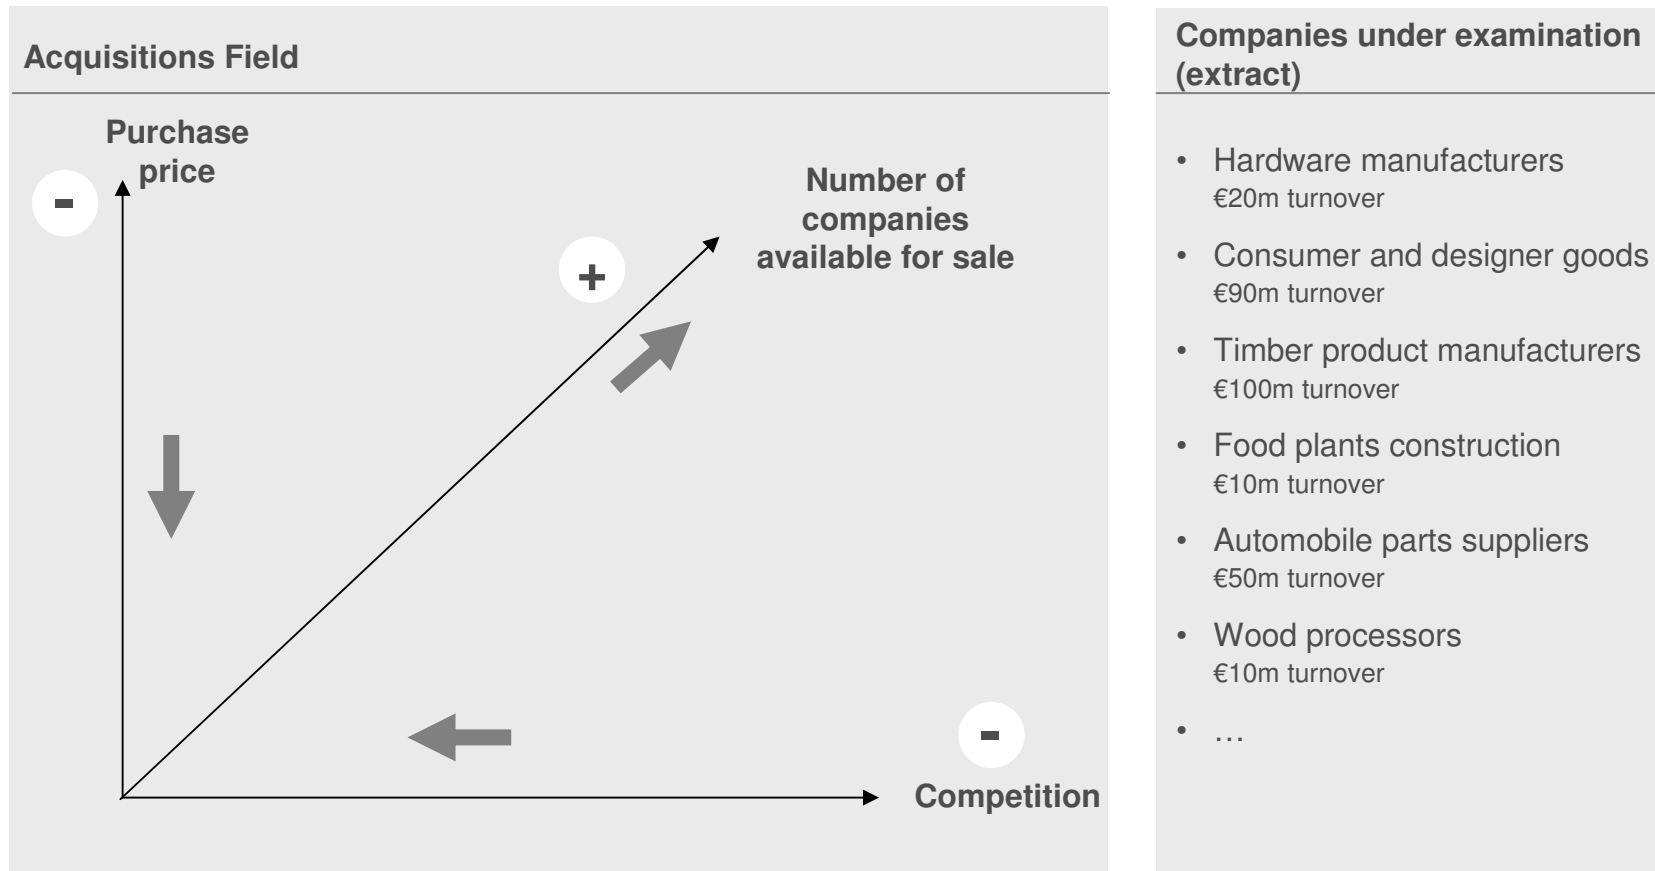 Acquisitions Field
Purchase
price
-
Number of
companies
available for sale
+
-
Competition
Companies under examination
(extract)
• Hardware manufacturers
€20m turnover
• Consumer and designer goods
€90m turnover
• Timber product manufacturers
€100m turnover
• Food plants construction
€10m turnover
• Automobile parts suppliers
€50m turnover
• Wood processors
€10m turnover
• …